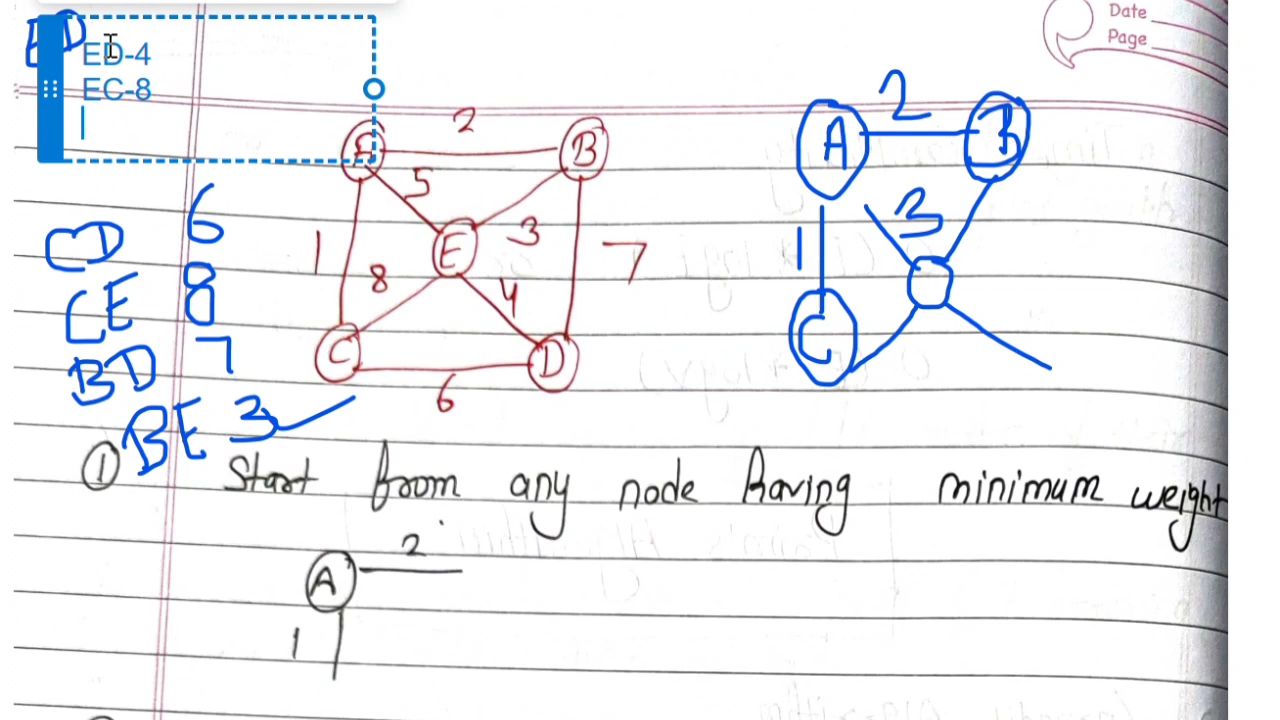 Date
Page
ED
ED-4
EC-8
A 2 B
5
1 E 3 7
8 4
C D
6
A 2 B
3
1
C
CD 6
CE 8
BD 7
BE 3
① Start from any node having minimum weight
A 2
1